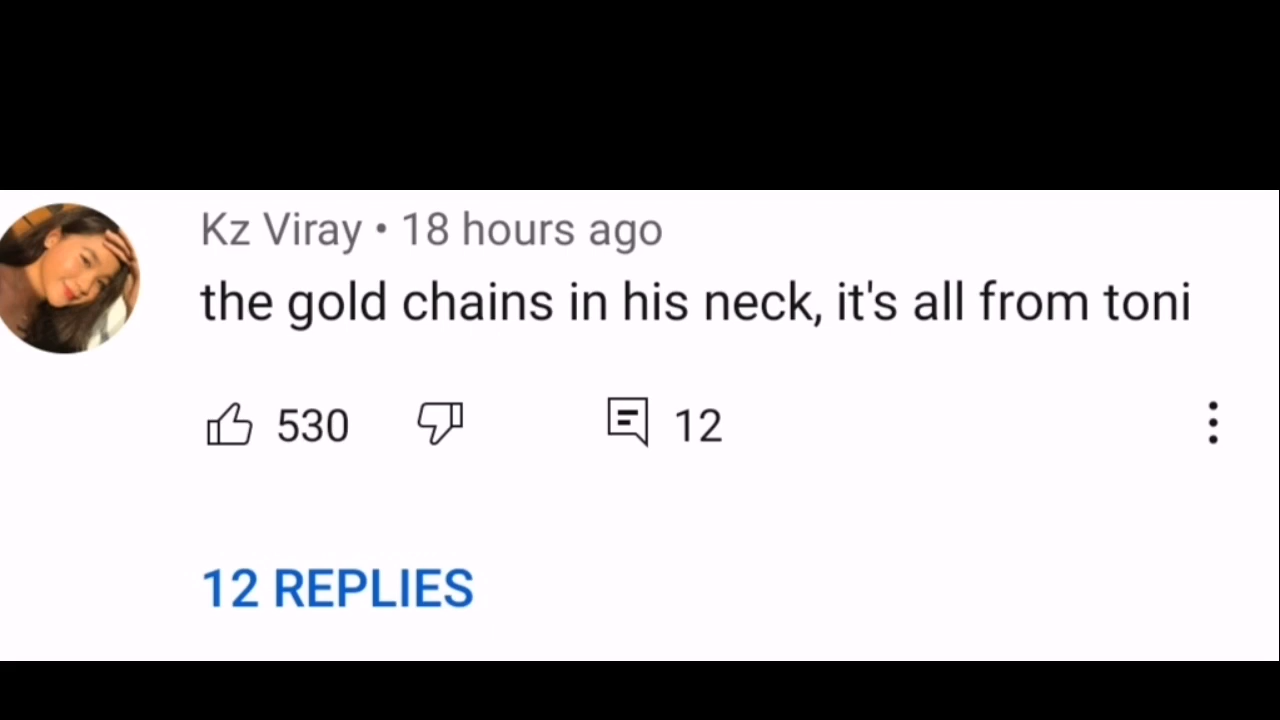 Kz Viray • 18 hours ago
the gold chains in his neck, it's all from toni
530 12
12 REPLIES